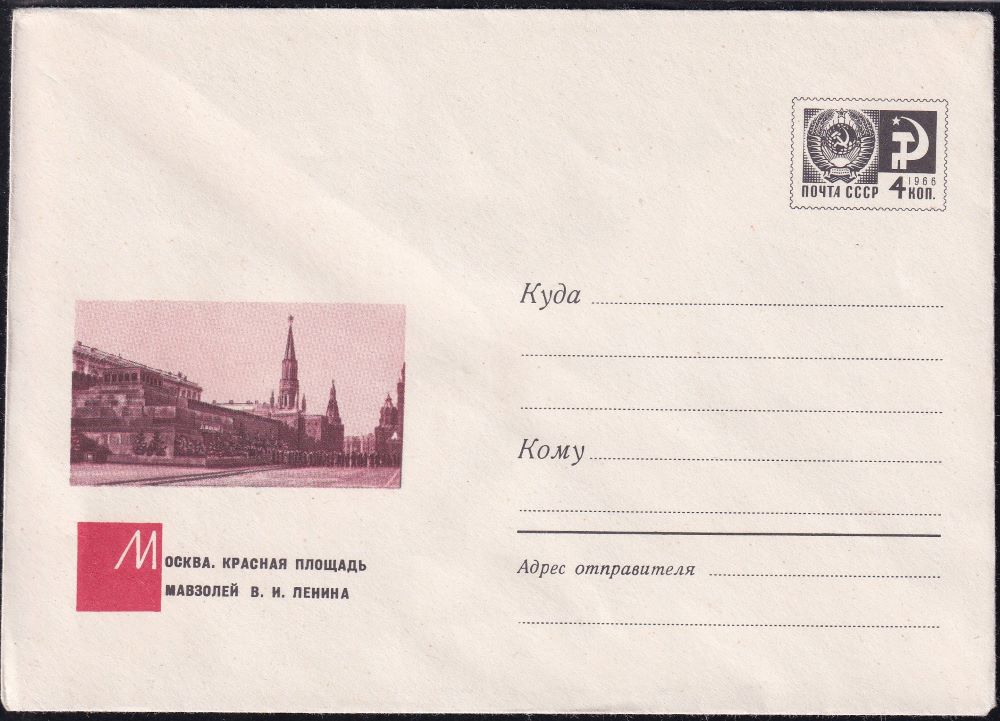 ПОЧТА СССР 4 1966 КОП.
Куда
Кому
Адрес отправителя
МОСКВА. КРАСНАЯ ПЛОЩАДЬ
МАВЗОЛЕЙ В. И. ЛЕНИНА